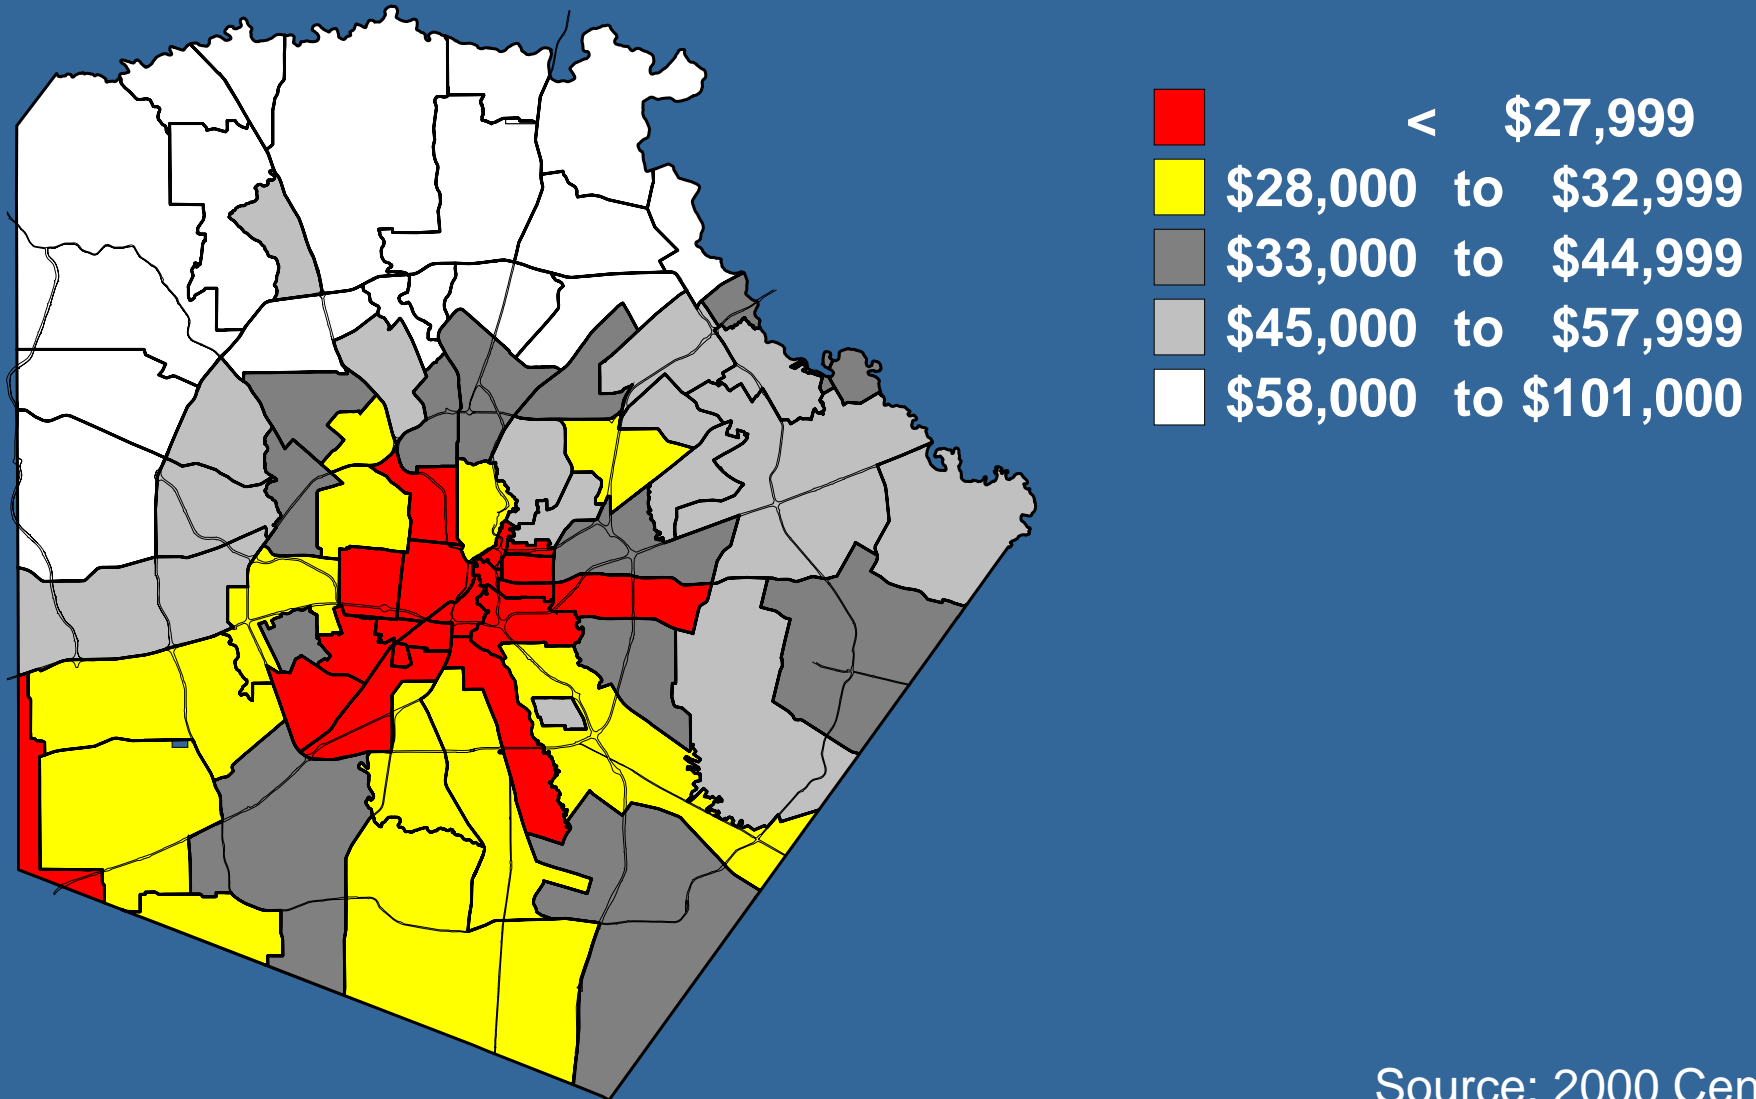 < $27,999
$28,000 to $32,999
$33,000 to $44,999
$45,000 to $57,999
$58,000 to $101,000
Source: 2000 Cen